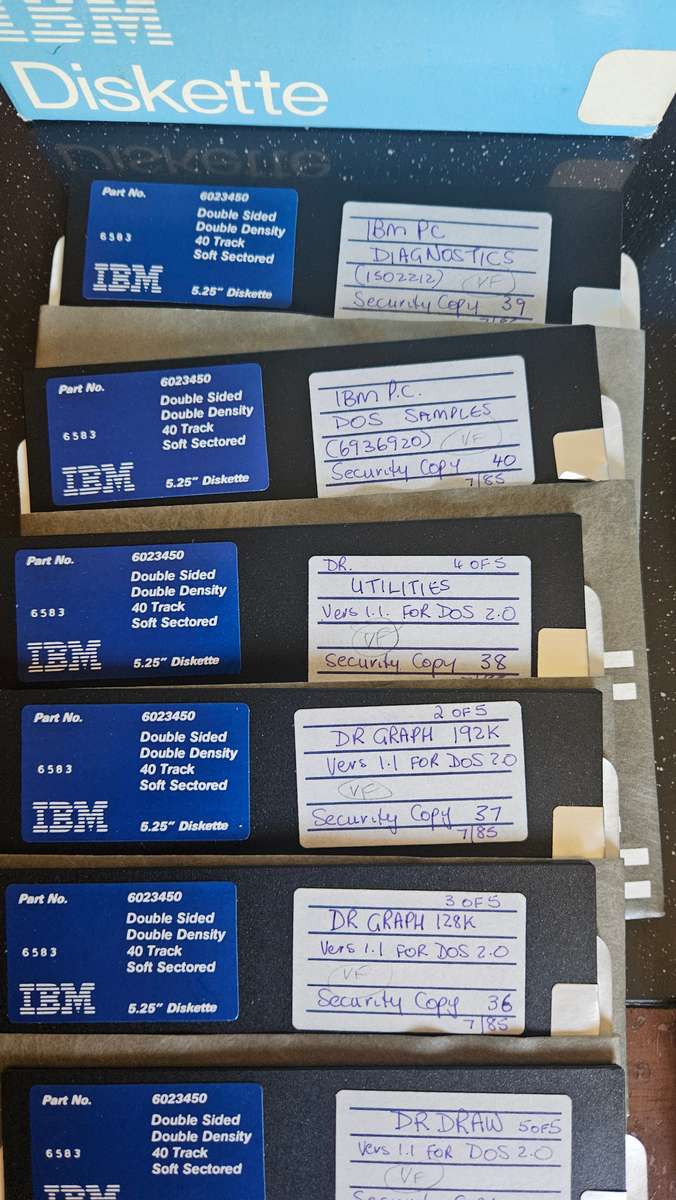 IBM
Diskette
Part No. 6023450
Double Sided
Double Density
6583 40 Track
Soft Sectored
IBM 5.25" Diskette
IBM PC
DIAGNOSTICS
(1502212) VF
Security Copy 39
7/85
Part No. 6023450
Double Sided
Double Density
6583 40 Track
Soft Sectored
IBM 5.25" Diskette
IBM P.C.
DOS SAMPLES
(6936920) VF
Security Copy 40
7/85
Part No. 6023450
Double Sided
Double Density
6583 40 Track
Soft Sectored
IBM 5.25" Diskette
DR. 4 OF 5
UTILITIES
Vers 1.1. FOR DOS 2.0
VF
Security Copy 38
Part No. 6023450
Double Sided
Double Density
6583 40 Track
Soft Sectored
IBM 5.25" Diskette
2 OF 5
DR GRAPH 192K
Vers 1.1 FOR DOS 2.0
VF
Security Copy 37
7/85
Part No. 6023450
Double Sided
Double Density
6583 40 Track
Soft Sectored
IBM 5.25" Diskette
3 OF 5
DR GRAPH 128K
Vers 1.1 FOR DOS 2.0
VF
Security Copy 36
7/85
Part No. 6023450
Double Sided
Double Density
6583 40 Track
Soft Sectored
IBM
DR DRAW 5 OF 5
Vers 1.1 FOR DOS 2.0
VF
Security Copy